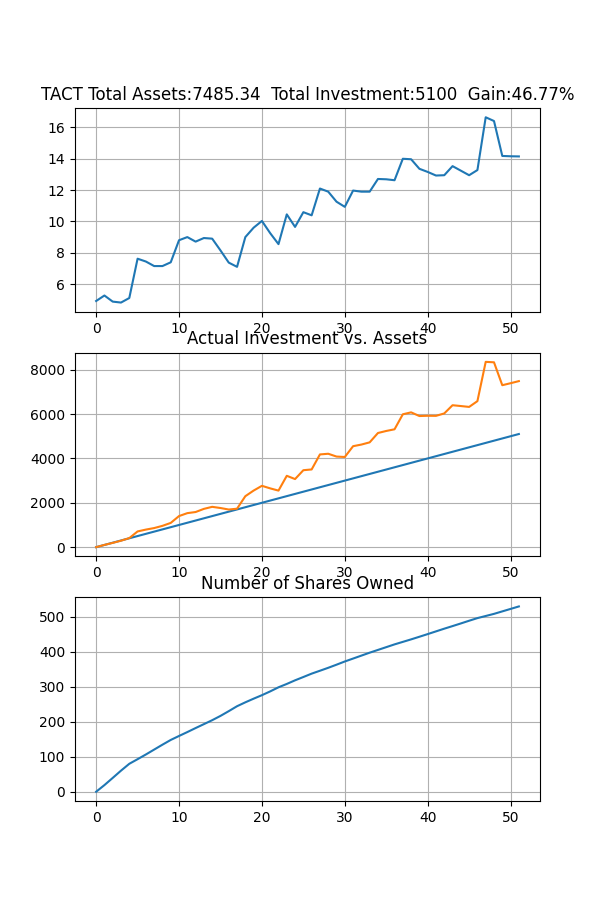 TACT Total Assets:7485.34  Total Investment:5100  Gain:46.77%
16
14
12
10
8
6
0 10 20 30 40 50
Actual Investment vs. Assets
8000
6000
4000
2000
0
0 10 20 30 40 50
Number of Shares Owned
500
400
300
200
100
0
0 10 20 30 40 50